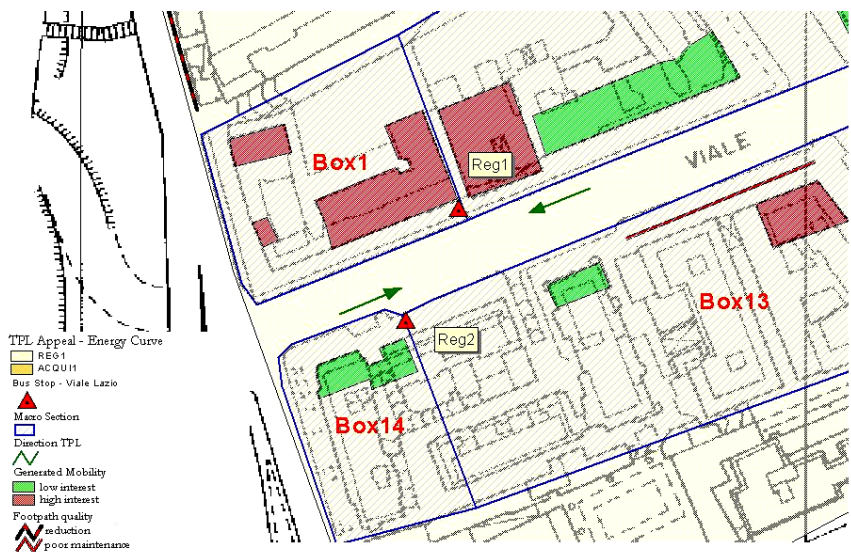 VIALE
Box1
Reg1
Box13
Reg2
Box14
TPL Appeal - Energy Curve
REG1
ACQUI1
Bus Stop - Viale Lazio
Macro Section
Direction TPL
Generated Mobility
low interest
high interest
Footpath quality
reduction
poor maintenance